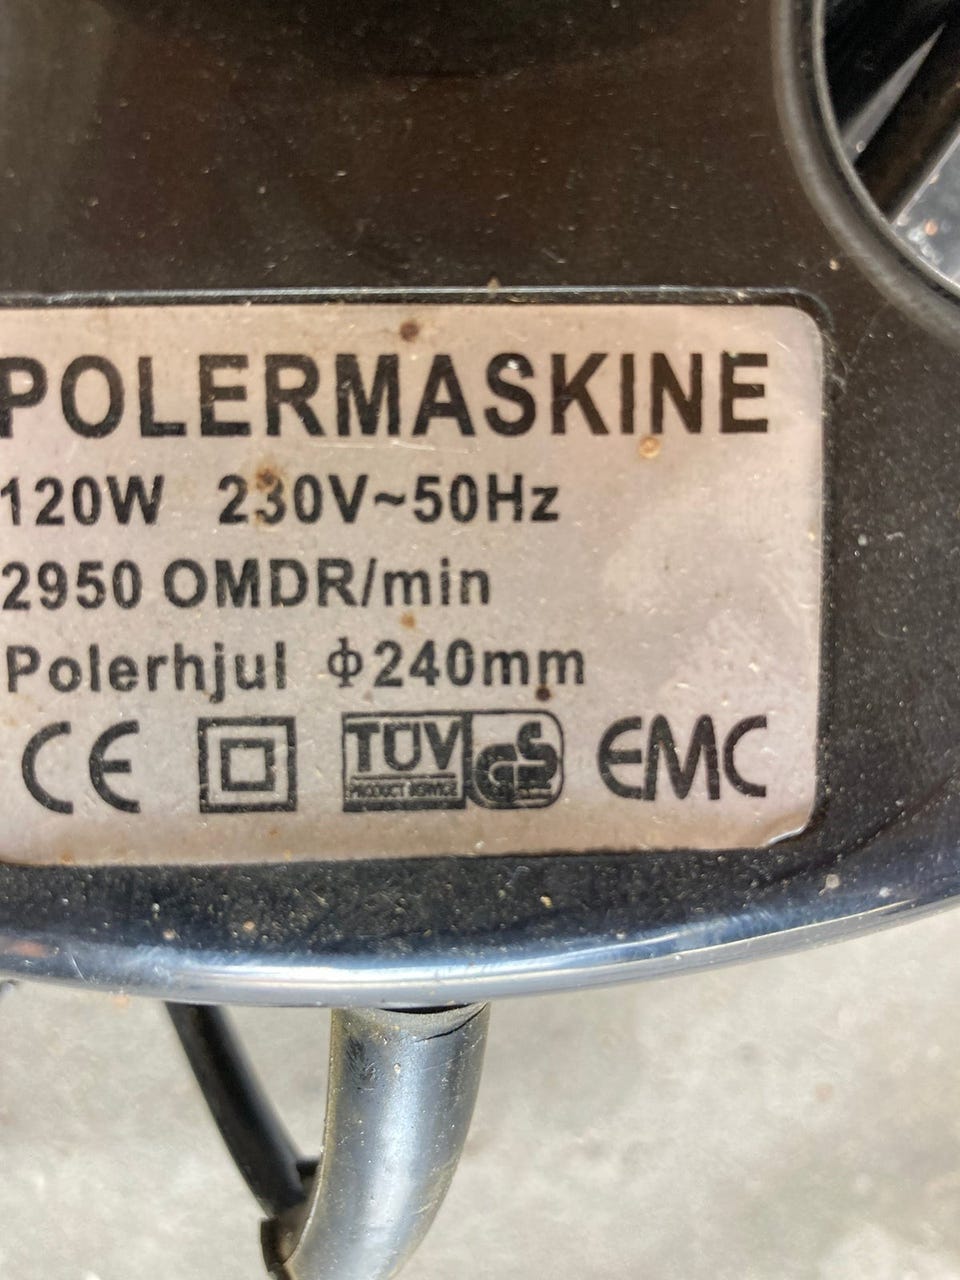 POLERMASKINE
120W 230V~50Hz
2950 OMDR/min
Polerhjul Φ240mm
CE TÜV PRODUCT SERVICE GS EMC